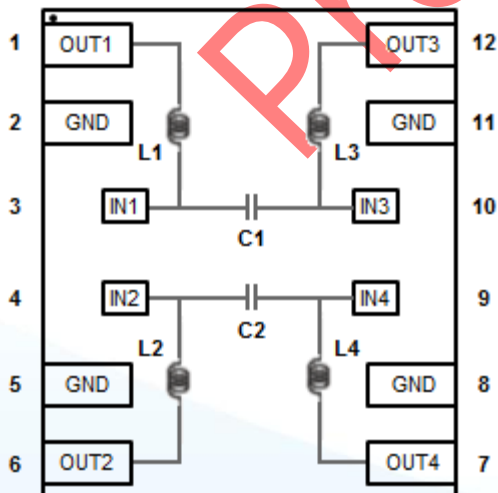 1 OUT1 OUT3 12
2 GND GND 11
L1 L3
3 IN1 IN3 10
C1
4 IN2 IN4 9
C2
L2 L4
5 GND GND 8
6 OUT2 OUT4 7